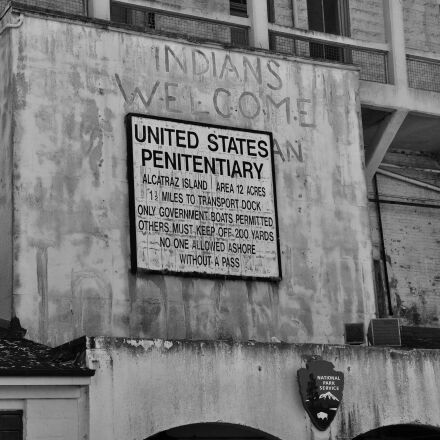 INDIANS
WELCOME
UNITED STATES
PENITENTIARY
ALCATRAZ ISLAND AREA 12 ACRES
1½ MILES TO TRANSPORT DOCK
ONLY GOVERNMENT BOATS PERMITTED
OTHERS MUST KEEP OFF 200 YARDS
NO ONE ALLOWED ASHORE
WITHOUT A PASS
NATIONAL
PARK
SERVICE